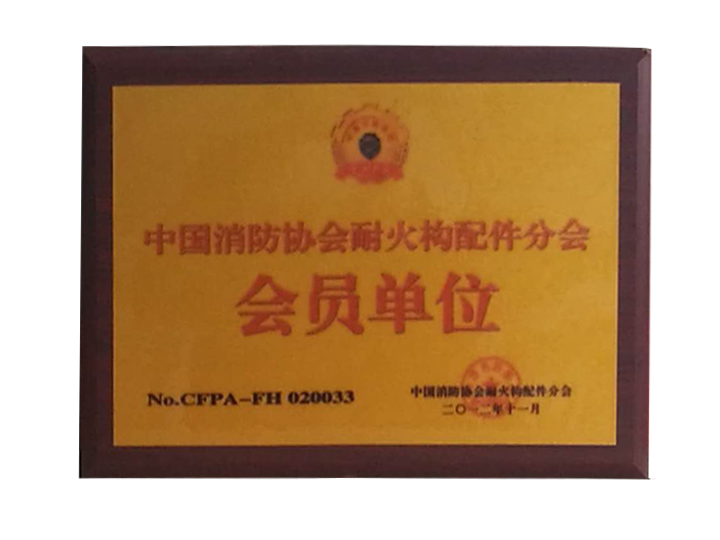 中国消防协会耐火构配件分会
会员单位
No.CFPA-FH 020033
中国消防协会耐火构配件分会
二〇一二年十一月